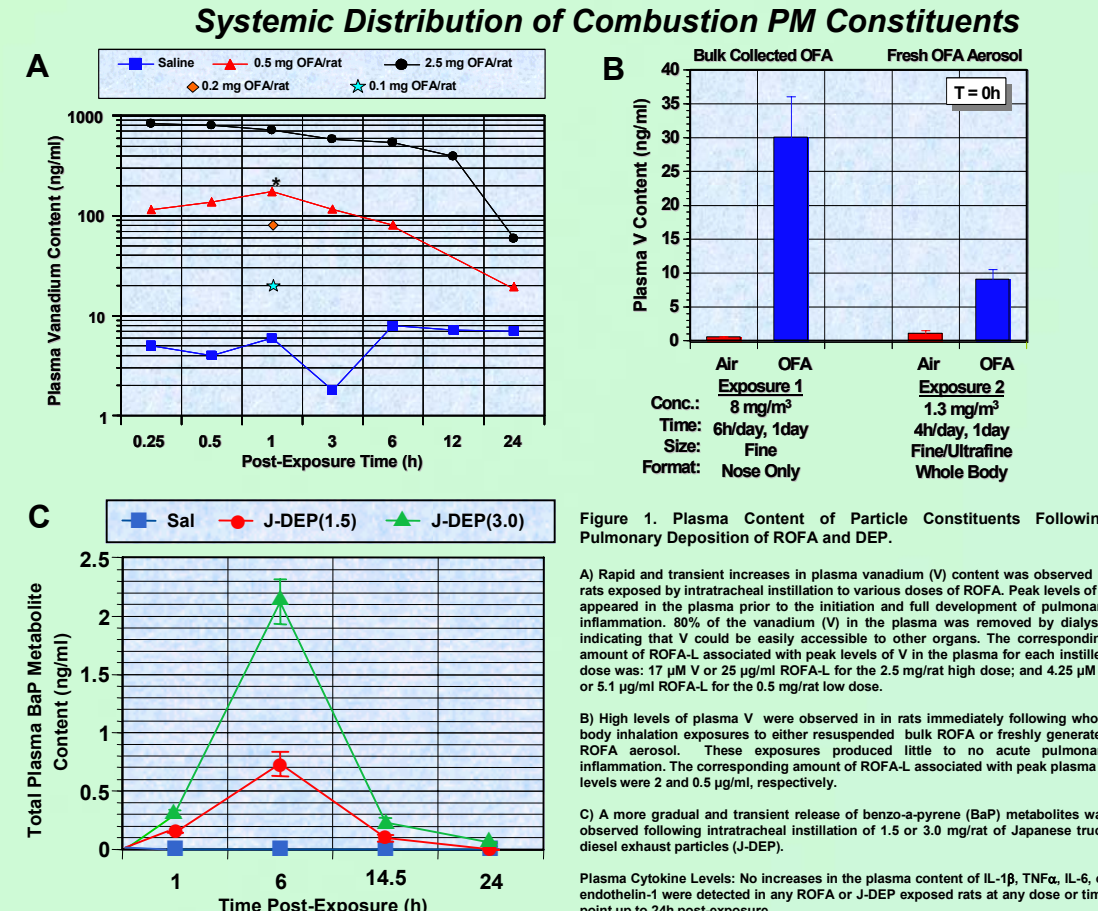 Systemic Distribution of Combustion PM Constituents
A
Saline
0.5 mg OFA/rat
2.5 mg OFA/rat
0.2 mg OFA/rat
0.1 mg OFA/rat
Plasma Vanadium Content (ng/ml)
1000
100
10
1
*
0.25 0.5 1 3 6 12 24
Post-Exposure Time (h)
B
Bulk Collected OFA Fresh OFA Aerosol
T = 0h
Plasma V Content (ng/ml)
40
35
30
25
20
15
10
5
0
Air OFA Air OFA
Exposure 1 Exposure 2
Conc.: 8 mg/m³ 1.3 mg/m³
Time: 6h/day, 1day 4h/day, 1day
Size: Fine Fine/Ultrafine
Format: Nose Only Whole Body
C
Sal J-DEP(1.5) J-DEP(3.0)
Total Plasma BaP Metabolite
Content (ng/ml)
2.5
2
1.5
1
0.5
0
1 6 14.5 24
Time Post-Exposure (h)
Figure 1. Plasma Content of Particle Constituents Followin
Pulmonary Deposition of ROFA and DEP.
A) Rapid and transient increases in plasma vanadium (V) content was observed
rats exposed by intratracheal instillation to various doses of ROFA. Peak levels of
appeared in the plasma prior to the initiation and full development of pulmona
inflammation. 80% of the vanadium (V) in the plasma was removed by dialys
indicating that V could be easily accessible to other organs. The correspondin
amount of ROFA-L associated with peak levels of V in the plasma for each instille
dose was: 17 µM V or 25 µg/ml ROFA-L for the 2.5 mg/rat high dose; and 4.25 µM
or 5.1 µg/ml ROFA-L for the 0.5 mg/rat low dose.
B) High levels of plasma V were observed in in rats immediately following who
body inhalation exposures to either resuspended bulk ROFA or freshly generate
ROFA aerosol. These exposures produced little to no acute pulmona
inflammation. The corresponding amount of ROFA-L associated with peak plasma
levels were 2 and 0.5 µg/ml, respectively.
C) A more gradual and transient release of benzo-a-pyrene (BaP) metabolites wa
observed following intratracheal instillation of 1.5 or 3.0 mg/rat of Japanese truc
diesel exhaust particles (J-DEP).
Plasma Cytokine Levels: No increases in the plasma content of IL-1β, TNFα, IL-6, o
endothelin-1 were detected in any ROFA or J-DEP exposed rats at any dose or tim
point up to 24h post-exposure